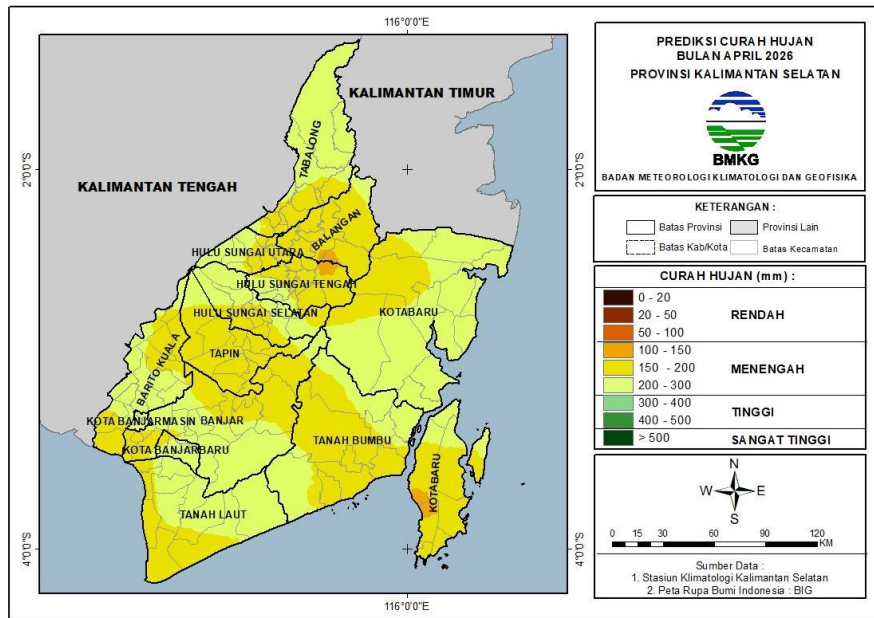 116°0'0"E
KALIMANTAN TIMUR
TABALONG
2°0'0"S
2°0'0"S
KALIMANTAN TENGAH
BALANGAN
HULU SUNGAI UTARA
HULU SUNGAI TENGAH
HULU SUNGAI SELATAN
KOTABARU
TAPIN
BARITO KUALA
KOTA BANJARMASIN
BANJAR
TANAH BUMBU
KOTA BANJARBARU
KOTABARU
TANAH LAUT
4°0'0"S
4°0'0"S
116°0'0"E
PREDIKSI CURAH HUJAN
BULAN APRIL 2026
PROVINSI KALIMANTAN SELATAN
BMKG
BADAN METEOROLOGI KLIMATOLOGI DAN GEOFISIKA
KETERANGAN :
Batas Provinsi
Provinsi Lain
Batas Kab/Kota
Batas Kecamatan
CURAH HUJAN (mm) :
0 - 20
20 - 50
50 - 100
RENDAH
100 - 150
150 - 200
200 - 300
MENENGAH
300 - 400
400 - 500
TINGGI
> 500
SANGAT TINGGI
N
W
E
S
0 15 30 60 90 120
KM
Sumber Data :
1. Stasiun Klimatologi Kalimantan Selatan
2. Peta Rupa Bumi Indonesia : BIG